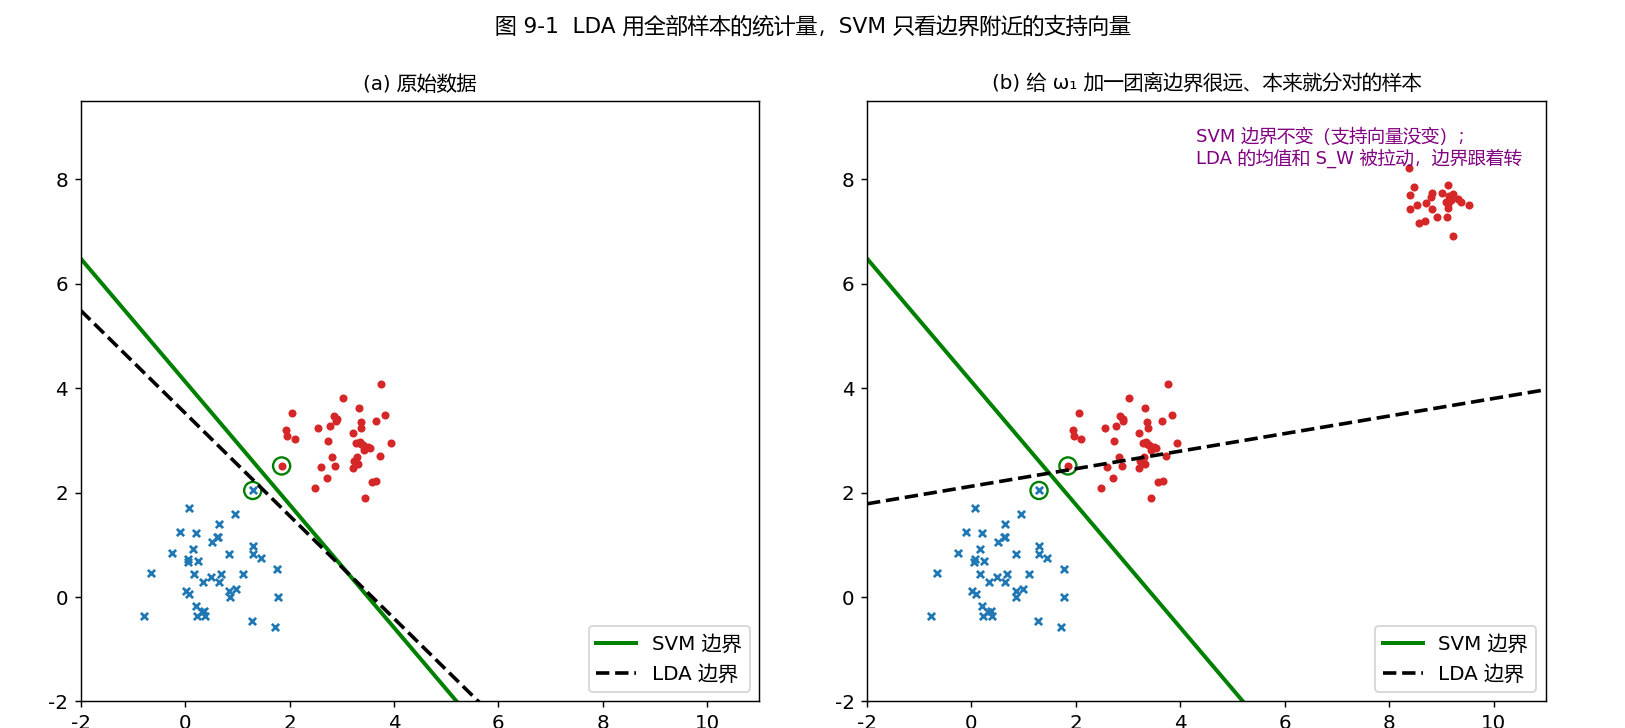 图 9-1 LDA 用全部样本的统计量，SVM 只看边界附近的支持向量
(a) 原始数据
8
6
4
2
0
-2
-2 0 2 4 6 8 10
SVM 边界
LDA 边界
(b) 给 ω₁ 加一团离边界很远、本来就分对的样本
SVM 边界不变（支持向量没变）;
LDA 的均值和 S_W 被拉动，边界跟着转
8
6
4
2
0
-2
-2 0 2 4 6 8 10
SVM 边界
LDA 边界